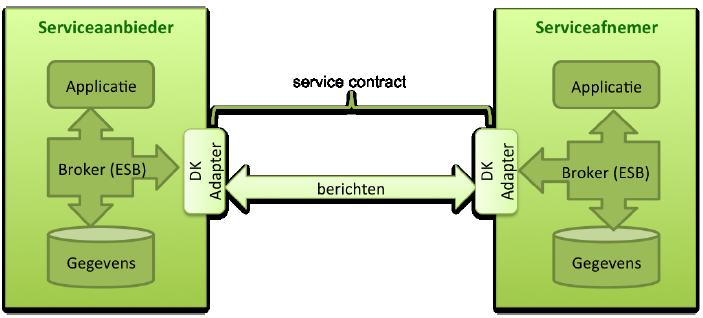 Serviceaanbieder
Applicatie
Broker (ESB)
Gegevens
DK
Adapter
service contract
berichten
Serviceafnemer
DK
Adapter
Applicatie
Broker (ESB)
Gegevens